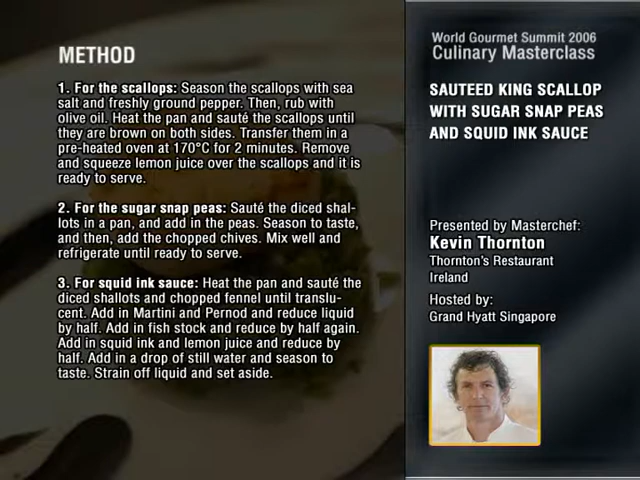 METHOD
1. For the scallops: Season the scallops with sea
salt and freshly ground pepper. Then, rub with
olive oil. Heat the pan and sauté the scallops until
they are brown on both sides. Transfer them in a
pre-heated oven at 170°C for 2 minutes. Remove
and squeeze lemon juice over the scallops and it is
ready to serve.
2. For the sugar snap peas: Sauté the diced shal-
lots in a pan, and add in the peas. Season to taste,
and then, add the chopped chives. Mix well and
refrigerate until ready to serve.
3. For squid ink sauce: Heat the pan and sauté the
diced shallots and chopped fennel until translu-
cent. Add in Martini and Pernod and reduce liquid
by half. Add in fish stock and reduce by half again.
Add in squid ink and lemon juice and reduce by
half. Add in a drop of still water and season to
taste. Strain off liquid and set aside.
World Gourmet Summit 2006
Culinary Masterclass
SAUTEED KING SCALLOP
WITH SUGAR SNAP PEAS
AND SQUID INK SAUCE
Presented by Masterchef:
Kevin Thornton
Thornton's Restaurant
Ireland
Hosted by:
Grand Hyatt Singapore